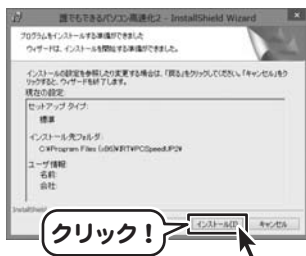 誰でもできるパソコン高速化2 - InstallShield Wizard
プログラムをインストールする準備ができました
ウィザードは、インストールを開始する準備ができました。
インストールの設定を参照したり変更する場合は、「戻る」をクリックしてください。「キャンセル」をク
リックすると、ウィザードを終了します。
現在の設定:
セットアップ タイプ:
標準
インストール先フォルダ:
C:¥Program Files (x86)¥IRT¥PCSpeedUP2¥
ユーザ情報:
名前:
会社:
InstallShield
インストール(I)
キャンセル
クリック！